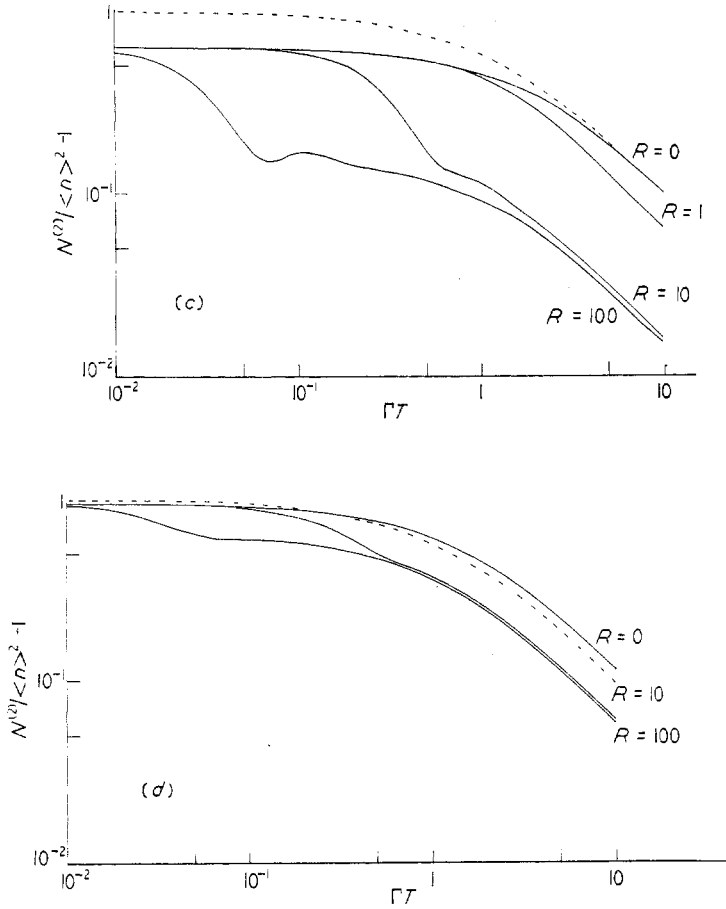 1
10⁻¹
10⁻²
N⁽²⁾/<n>² -1
(c)
R = 0
R = 1
R = 10
R = 100
10⁻² 10⁻¹ 1 10
ΓT
1
10⁻¹
10⁻²
N⁽²⁾/<n>² -1
(d)
R = 0
R = 10
R = 100
10⁻² 10⁻¹ 1 10
ΓT